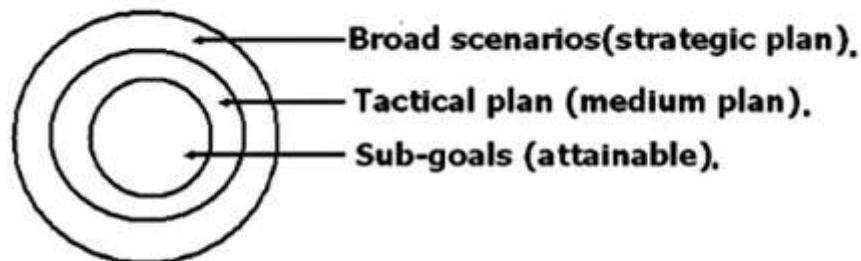 Broad scenarios(strategic plan).
Tactical plan (medium plan).
Sub-goals (attainable).